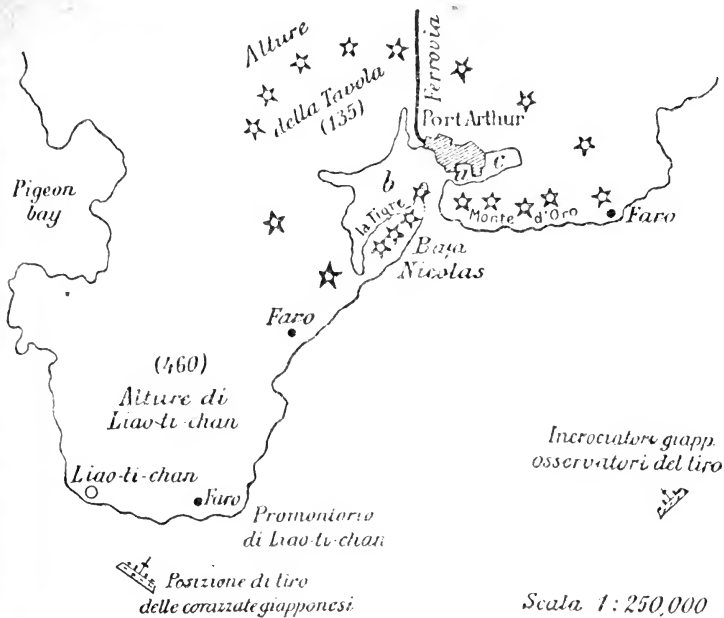 Alture
della Tavola
(135)
Ferrovia
Port Arthur
a
c
b
la Tigre
Monte d'Oro
Faro
Pigeon
bay
Baja
Nicolas
Faro
(460)
Alture di
Liao-ti-chan
Liao-ti-chan
Faro
Promontorio
di Liao-ti-chan
Incrociatore giapp.
osservatori del tiro
Posizione di tiro
delle corazzate giapponesi
Scala 1:250,000